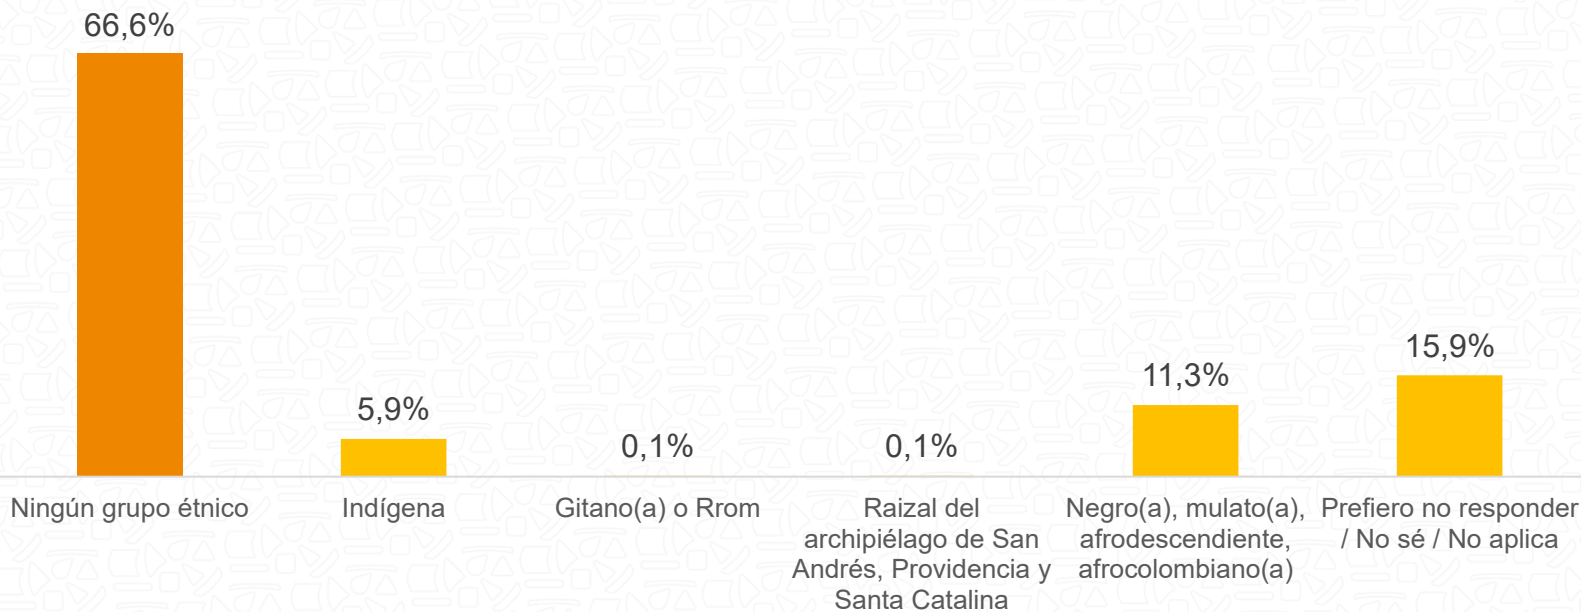 66,6%
5,9%
0,1%
0,1%
11,3%
15,9%
Ningún grupo étnico
Indígena
Gitano(a) o Rrom
Raizal del
archipiélago de San
Andrés, Providencia y
Santa Catalina
Negro(a), mulato(a),
afrodescendiente,
afrocolombiano(a)
Prefiero no responder
/ No sé / No aplica